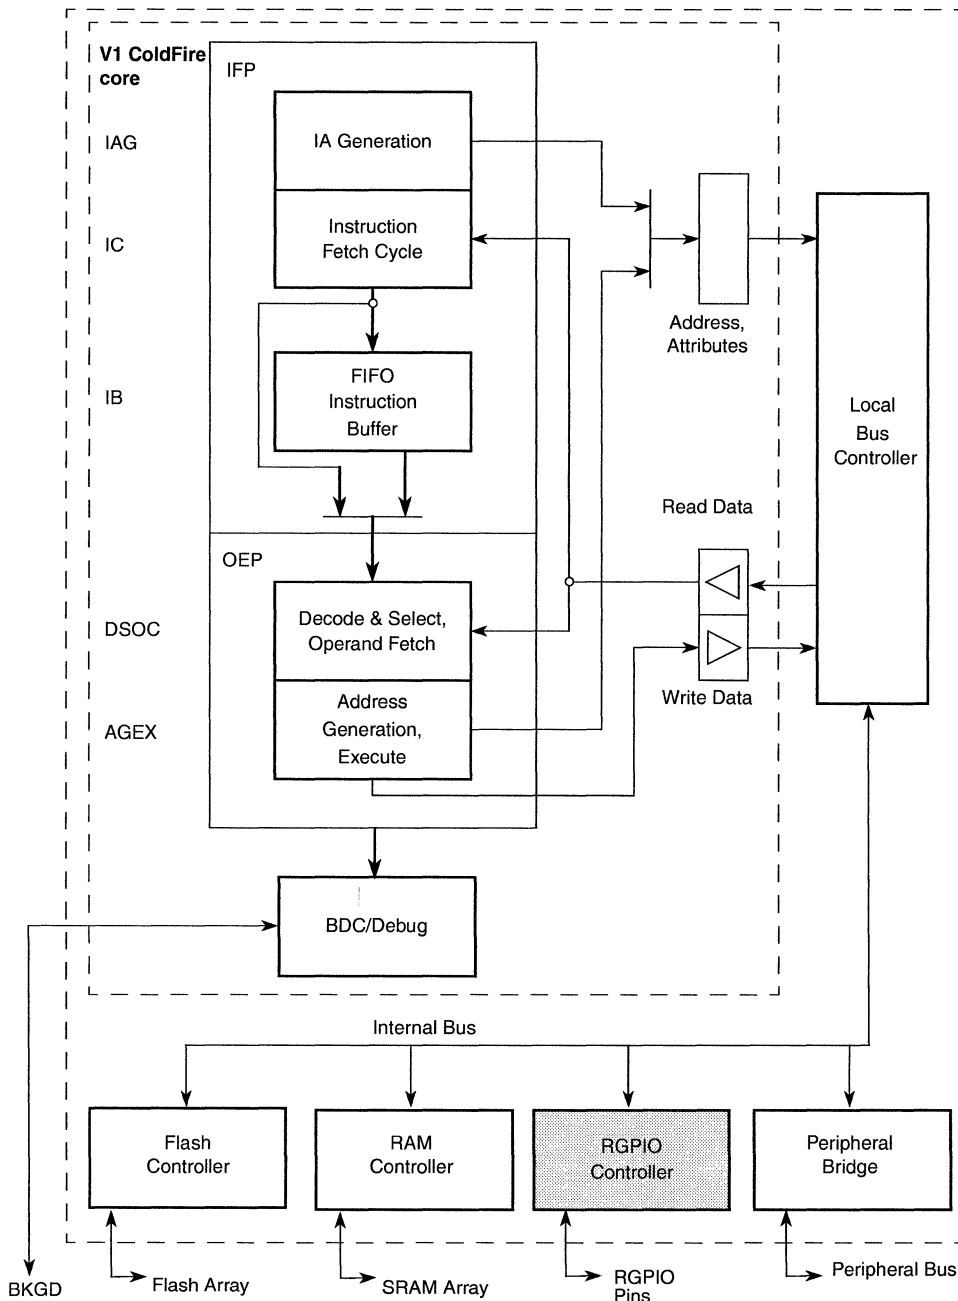 V1 ColdFire
core
IFP
IAG
IA Generation
IC
Instruction
Fetch Cycle
Address,
Attributes
IB
FIFO
Instruction
Buffer
Local
Bus
Controller
Read Data
OEP
DSOC
Decode & Select,
Operand Fetch
Write Data
AGEX
Address
Generation,
Execute
BDC/Debug
Internal Bus
Flash
Controller
RAM
Controller
RGPIO
Controller
Peripheral
Bridge
BKGD
Flash Array
SRAM Array
RGPIO
Pins
Peripheral Bus